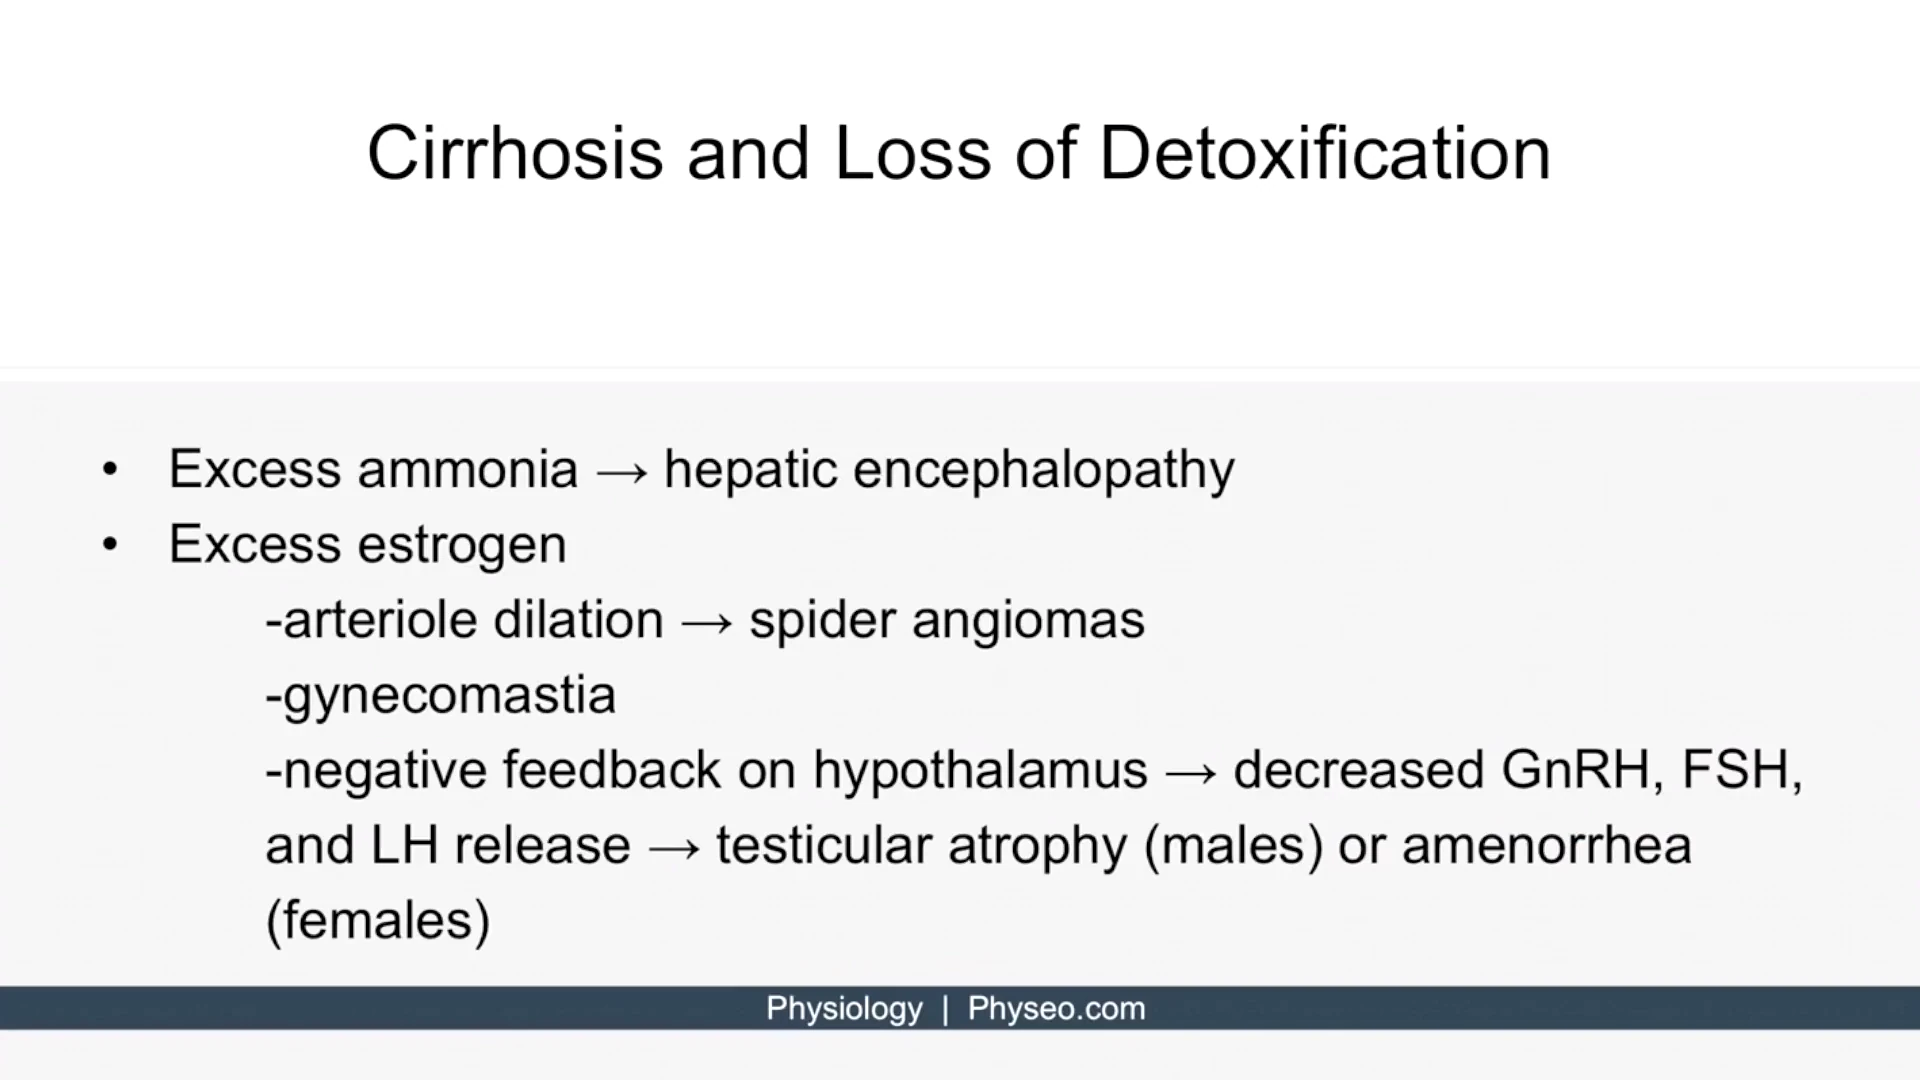 Cirrhosis and Loss of Detoxification
• Excess ammonia → hepatic encephalopathy
• Excess estrogen
-arteriole dilation → spider angiomas
-gynecomastia
-negative feedback on hypothalamus → decreased GnRH, FSH,
and LH release → testicular atrophy (males) or amenorrhea
(females)
Physiology | Physeo.com